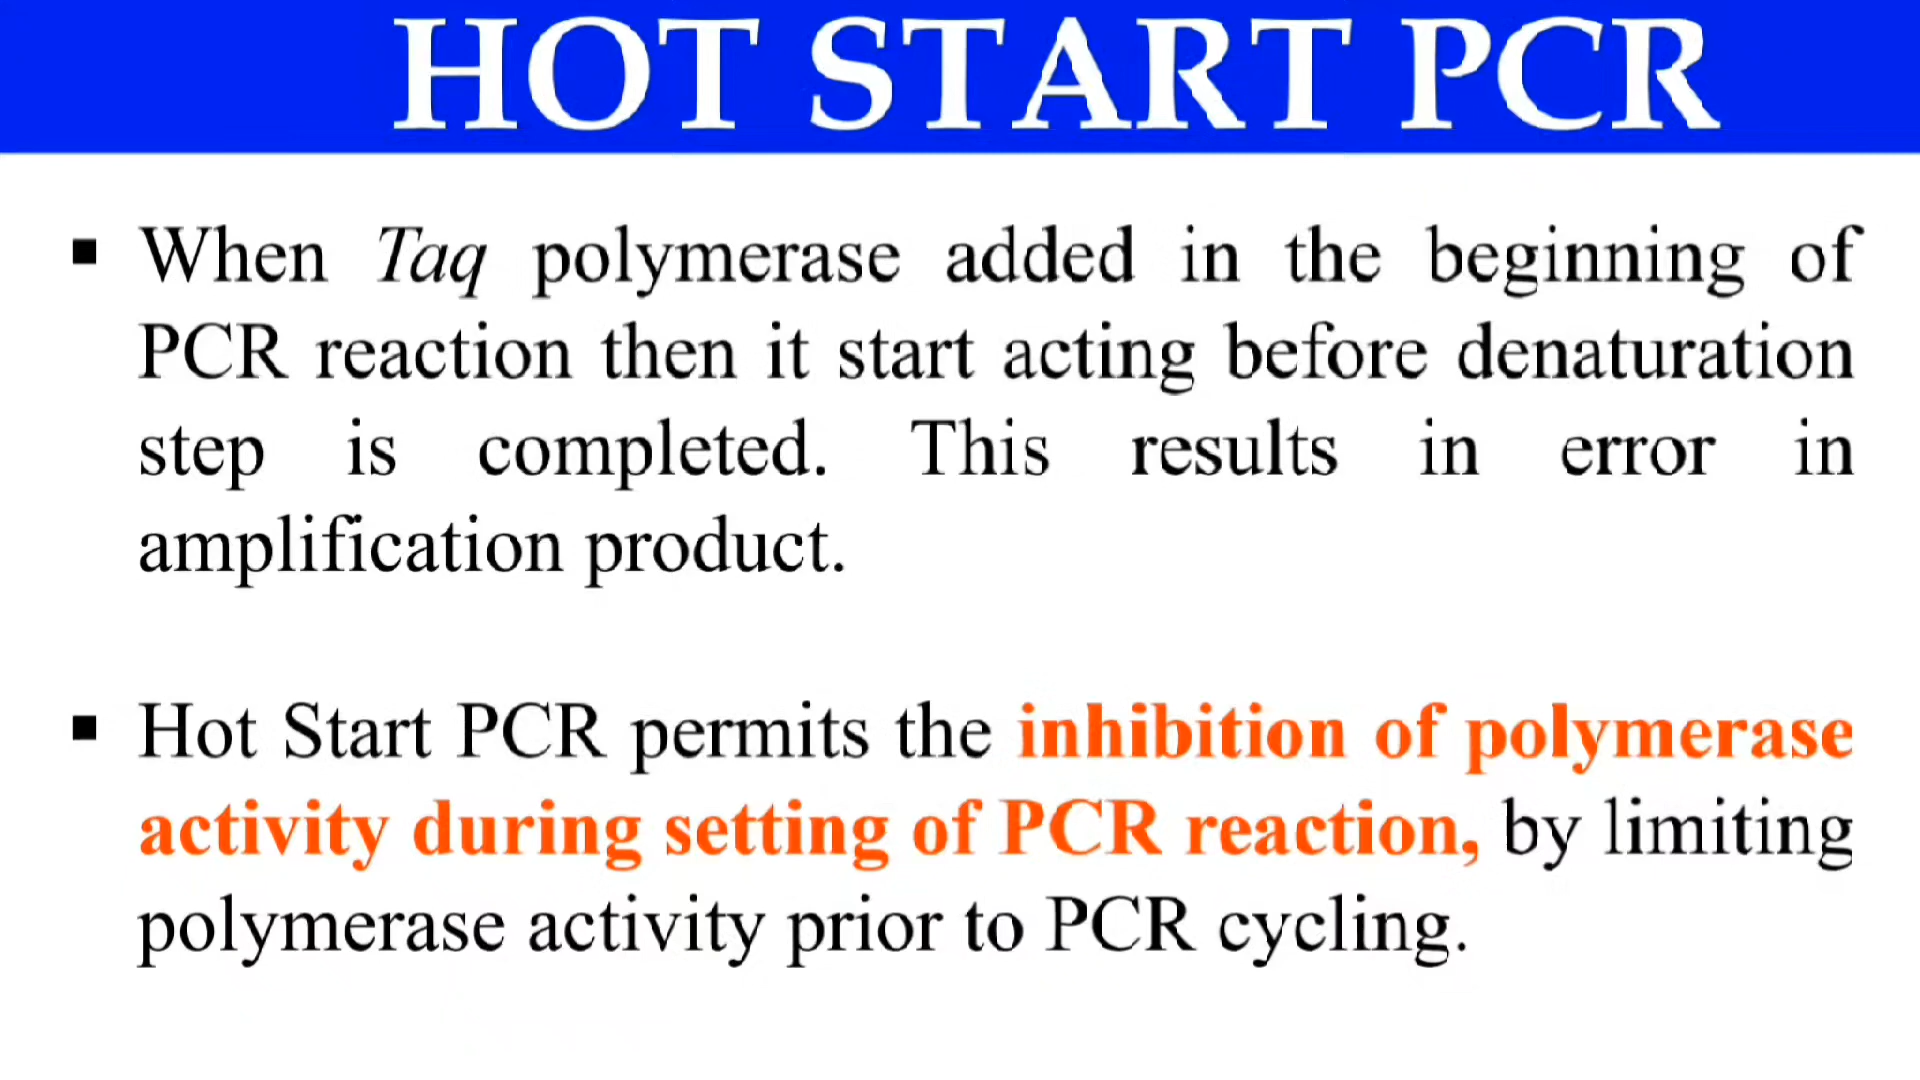 HOT START PCR
▪ When Taq polymerase added in the beginning of
PCR reaction then it start acting before denaturation
step is completed. This results in error in
amplification product.
▪ Hot Start PCR permits the inhibition of polymerase
activity during setting of PCR reaction, by limiting
polymerase activity prior to PCR cycling.